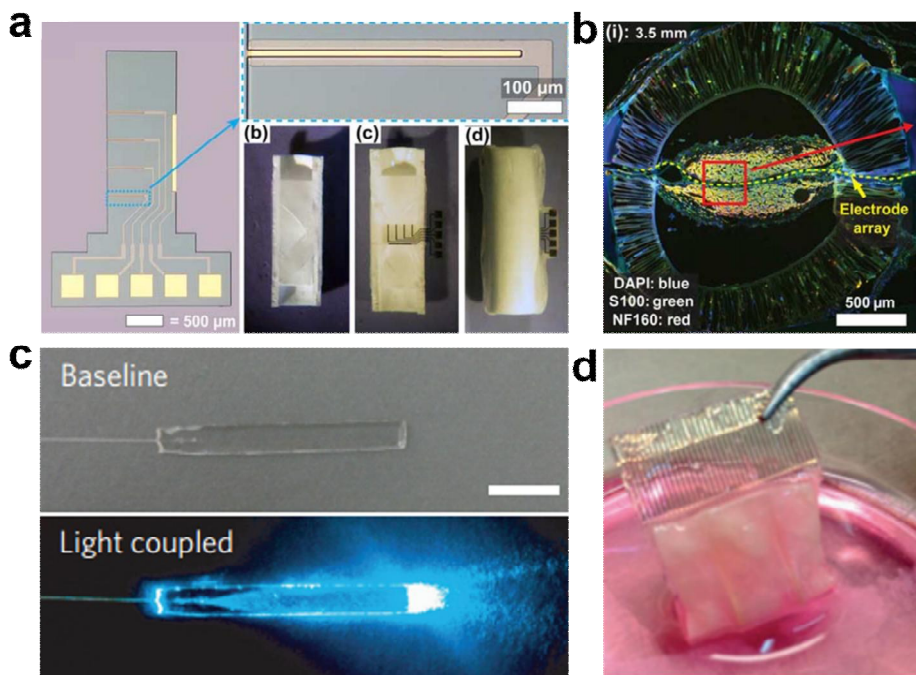 a
100 μm
(b)
(c)
(d)
= 500 μm
b
(i): 3.5 mm
Electrode
array
DAPI: blue
S100: green
NF160: red
500 μm
c
Baseline
Light coupled
d